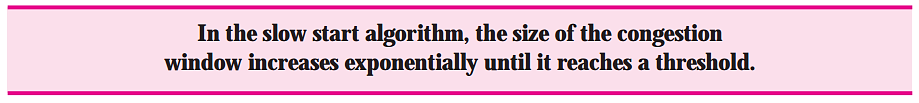 In the slow start algorithm, the size of the congestion
window increases exponentially until it reaches a threshold.